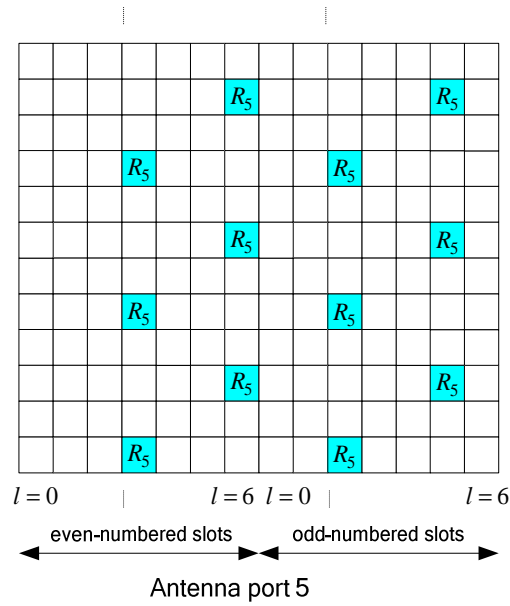 R5 R5
R5 R5
R5 R5
R5 R5
R5 R5
R5 R5
l = 0 l = 6 l = 0 l = 6
even-numbered slots odd-numbered slots
Antenna port 5